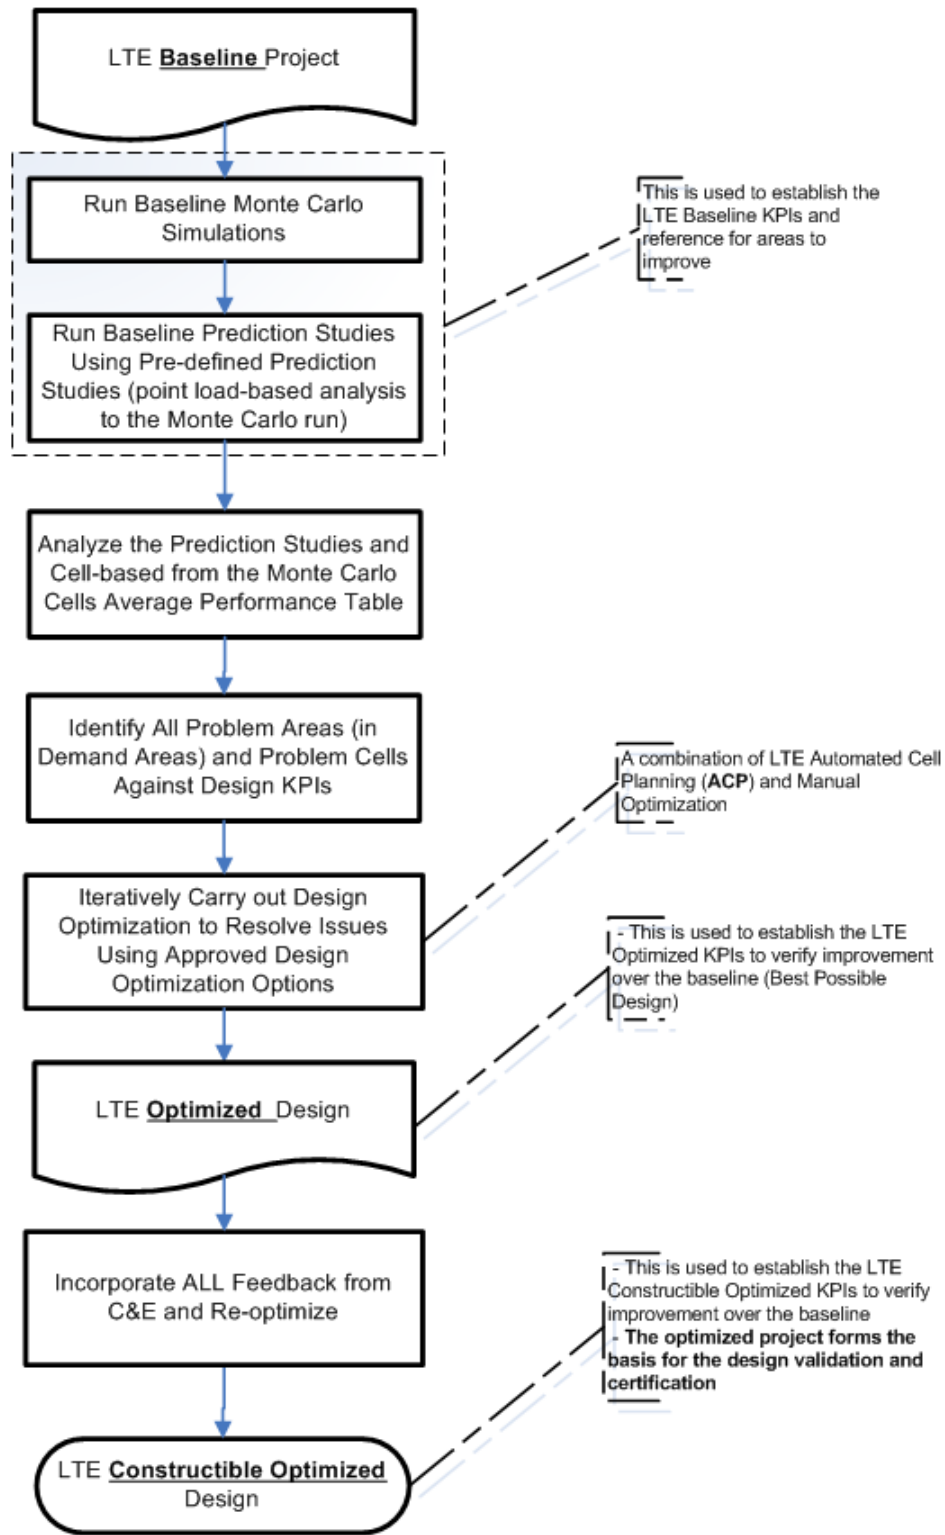 LTE Baseline Project
Run Baseline Monte Carlo
Simulations
This is used to establish the
LTE Baseline KPIs and
reference for areas to
improve
Run Baseline Prediction Studies
Using Pre-defined Prediction
Studies (point load-based analysis
to the Monte Carlo run)
Analyze the Prediction Studies and
Cell-based from the Monte Carlo
Cells Average Performance Table
Identify All Problem Areas (in
Demand Areas) and Problem Cells
Against Design KPIs
A combination of LTE Automated Cell
Planning (ACP) and Manual
Optimization
Iteratively Carry out Design
Optimization to Resolve Issues
Using Approved Design
Optimization Options
- This is used to establish the LTE
Optimized KPIs to verify improvement
over the baseline (Best Possible
Design)
LTE Optimized Design
Incorporate ALL Feedback from
C&E and Re-optimize
- This is used to establish the LTE
Constructible Optimized KPIs to verify
improvement over the baseline
- The optimized project forms the
basis for the design validation and
certification
LTE Constructible Optimized
Design